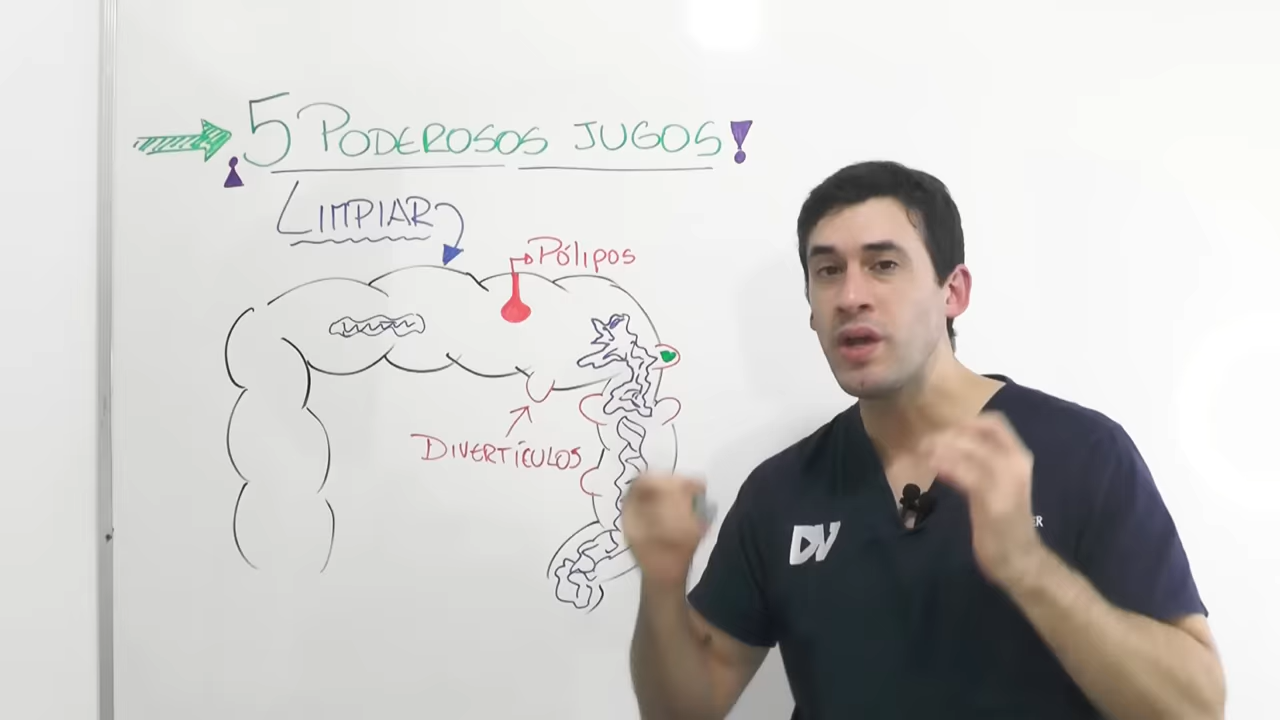 ¡5 PODEROSOS JUGOS!
LIMPIAR
PÓLIPOS
DIVERTÍCULOS
DV